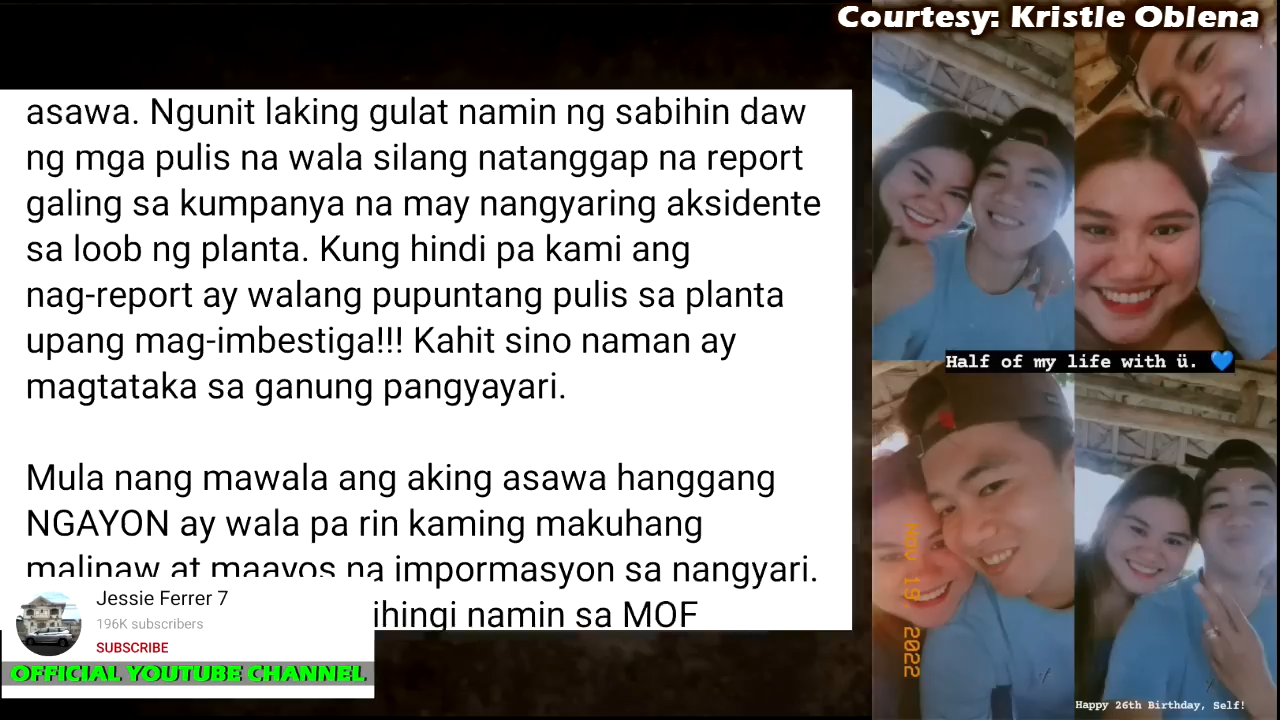 Courtesy: Kristle Oblena
asawa. Ngunit laking gulat namin ng sabihin daw
ng mga pulis na wala silang natanggap na report
galing sa kumpanya na may nangyaring aksidente
sa loob ng planta. Kung hindi pa kami ang
nag-report ay walang pupuntang pulis sa planta
upang mag-imbestiga!!! Kahit sino naman ay
magtataka sa ganung pangyayari.
Mula nang mawala ang aking asawa hanggang
NGAYON ay wala pa rin kaming makuhang
malinaw at maayos na impormasyon sa nangyari.
ihingi namin sa MOF
Jessie Ferrer 7
196K subscribers
SUBSCRIBE
OFFICIAL YOUTUBE CHANNEL
Half of my life with ü. 💙
NOV 19 2022
Happy 26th Birthday, Self!